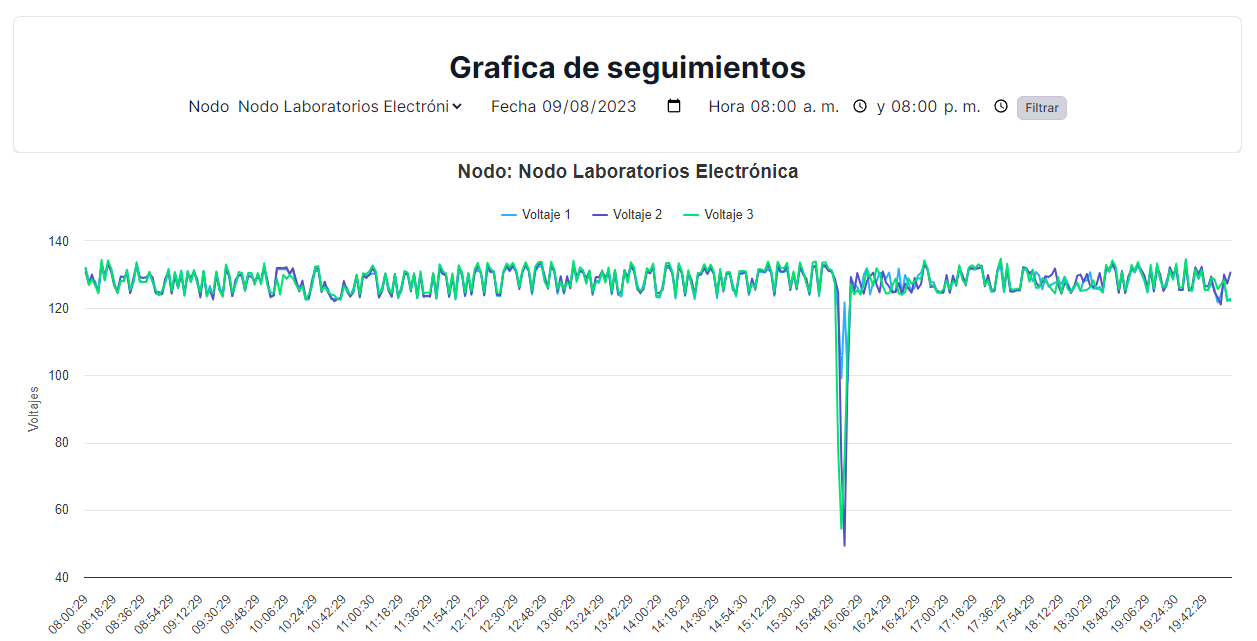 Grafica de seguimientos
Nodo Nodo Laboratorios Electróni Fecha 09/08/2023 Hora 08:00 a. m. y 08:00 p. m. Filtrar
Nodo: Nodo Laboratorios Electrónica
Voltaje 1 Voltaje 2 Voltaje 3
140
120
100
80
60
40
Voltajes
08:00:29 08:18:29 08:36:29 08:54:29 09:12:29 09:30:29 09:48:29 10:06:29 10:24:29 10:42:29 11:00:30 11:18:29 11:36:29 11:54:29 12:12:29 12:30:29 12:48:29 13:06:29 13:24:29 13:42:29 14:00:29 14:18:29 14:36:29 14:54:30 15:12:29 15:30:30 15:48:29 16:06:29 16:24:29 16:42:29 17:00:29 17:18:29 17:36:29 17:54:29 18:12:29 18:30:29 18:48:29 19:06:29 19:24:30 19:42:29